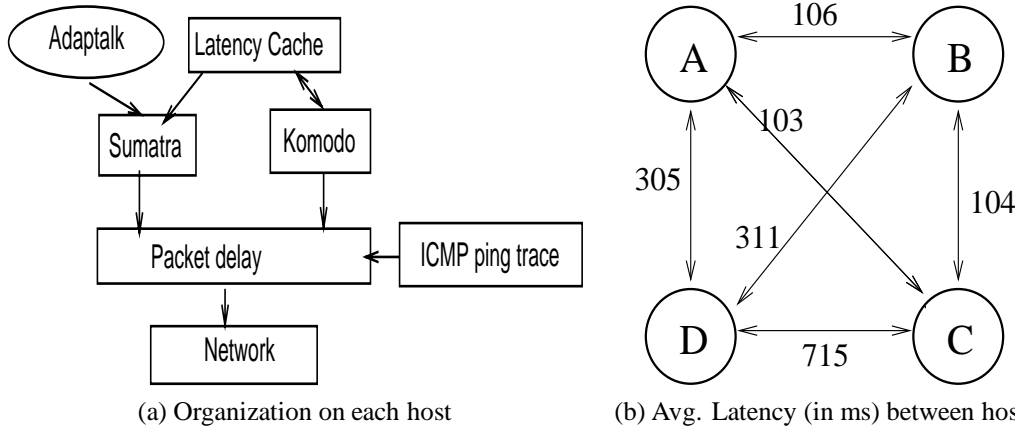 Adaptalk
Latency Cache
Sumatra
Komodo
Packet delay
ICMP ping trace
Network
(a) Organization on each host
106
A
B
103
305
104
311
D
C
715
(b) Avg. Latency (in ms) between hos